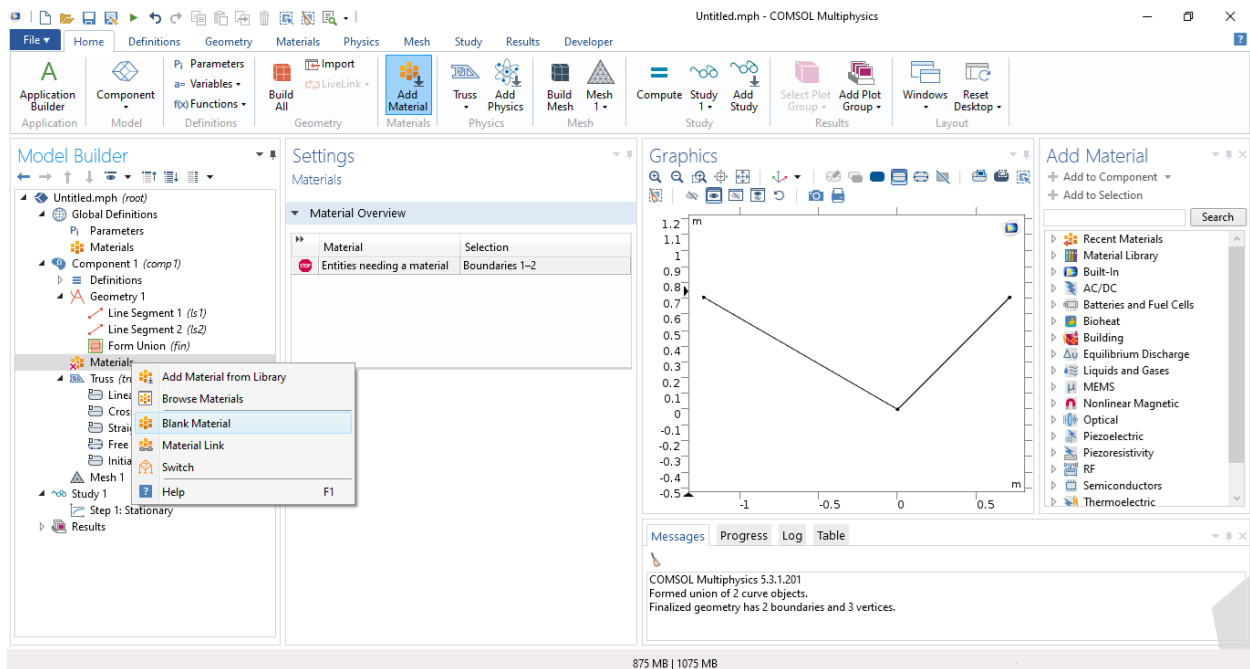 Untitled.mph - COMSOL Multiphysics
File Home Definitions Geometry Materials Physics Mesh Study Results Developer
A Application Builder
Component
Pi Parameters
a= Variables
f(x) Functions
Build All
Import
LiveLink
Add Material
Truss
Add Physics
Build Mesh
Mesh 1
Compute
Study 1
Add Study
Select Plot Group
Add Plot Group
Windows
Reset Desktop
Application Model Definitions Geometry Materials Physics Mesh Study Results Layout
Model Builder
Untitled.mph (root)
Global Definitions
Pi Parameters
Materials
Component 1 (comp1)
Definitions
Geometry 1
Line Segment 1 (ls1)
Line Segment 2 (ls2)
Form Union (fin)
Materials
Truss (tru
Linea
Cros
Straig
Free
Initia
Mesh 1
Study 1
Step 1: Stationary
Results
Add Material from Library
Browse Materials
Blank Material
Material Link
Switch
Help F1
Settings
Materials
Material Overview
Material Selection
STOP Entities needing a material Boundaries 1–2
Graphics
m
1.2
1.1
1
0.9
0.8
0.7
0.6
0.5
0.4
0.3
0.2
0.1
0
-0.1
-0.2
-0.3
-0.4
-0.5
m
-1 -0.5 0 0.5
Messages Progress Log Table
COMSOL Multiphysics 5.3.1.201
Formed union of 2 curve objects.
Finalized geometry has 2 boundaries and 3 vertices.
Add Material
+ Add to Component
+ Add to Selection
Search
Recent Materials
Material Library
Built-In
AC/DC
Batteries and Fuel Cells
Bioheat
Building
Equilibrium Discharge
Liquids and Gases
MEMS
Nonlinear Magnetic
Optical
Piezoelectric
Piezoresistivity
RF
Semiconductors
Thermoelectric
875 MB | 1075 MB